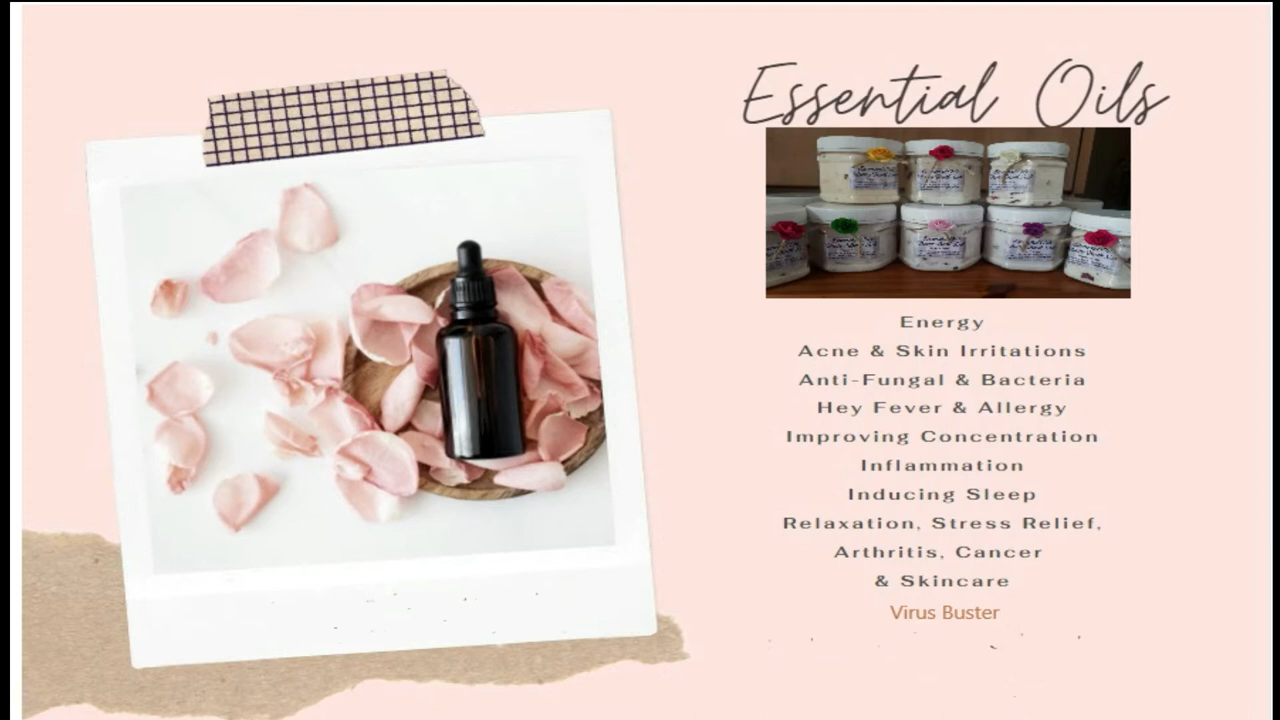 Essential Oils
Energy
Acne & Skin Irritations
Anti-Fungal & Bacteria
Hey Fever & Allergy
Improving Concentration
Inflammation
Inducing Sleep
Relaxation, Stress Relief,
Arthritis, Cancer
& Skincare
Virus Buster